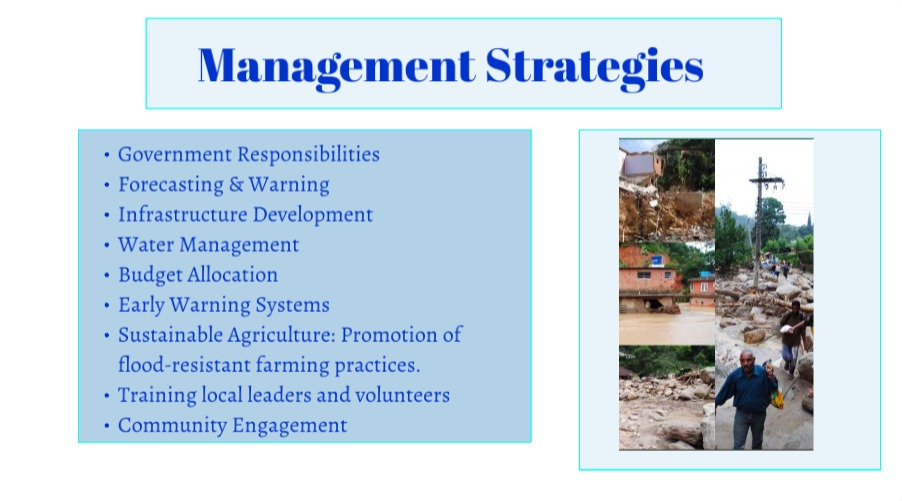 Management Strategies
• Government Responsibilities
• Forecasting & Warning
• Infrastructure Development
• Water Management
• Budget Allocation
• Early Warning Systems
• Sustainable Agriculture: Promotion of
flood-resistant farming practices.
• Training local leaders and volunteers
• Community Engagement